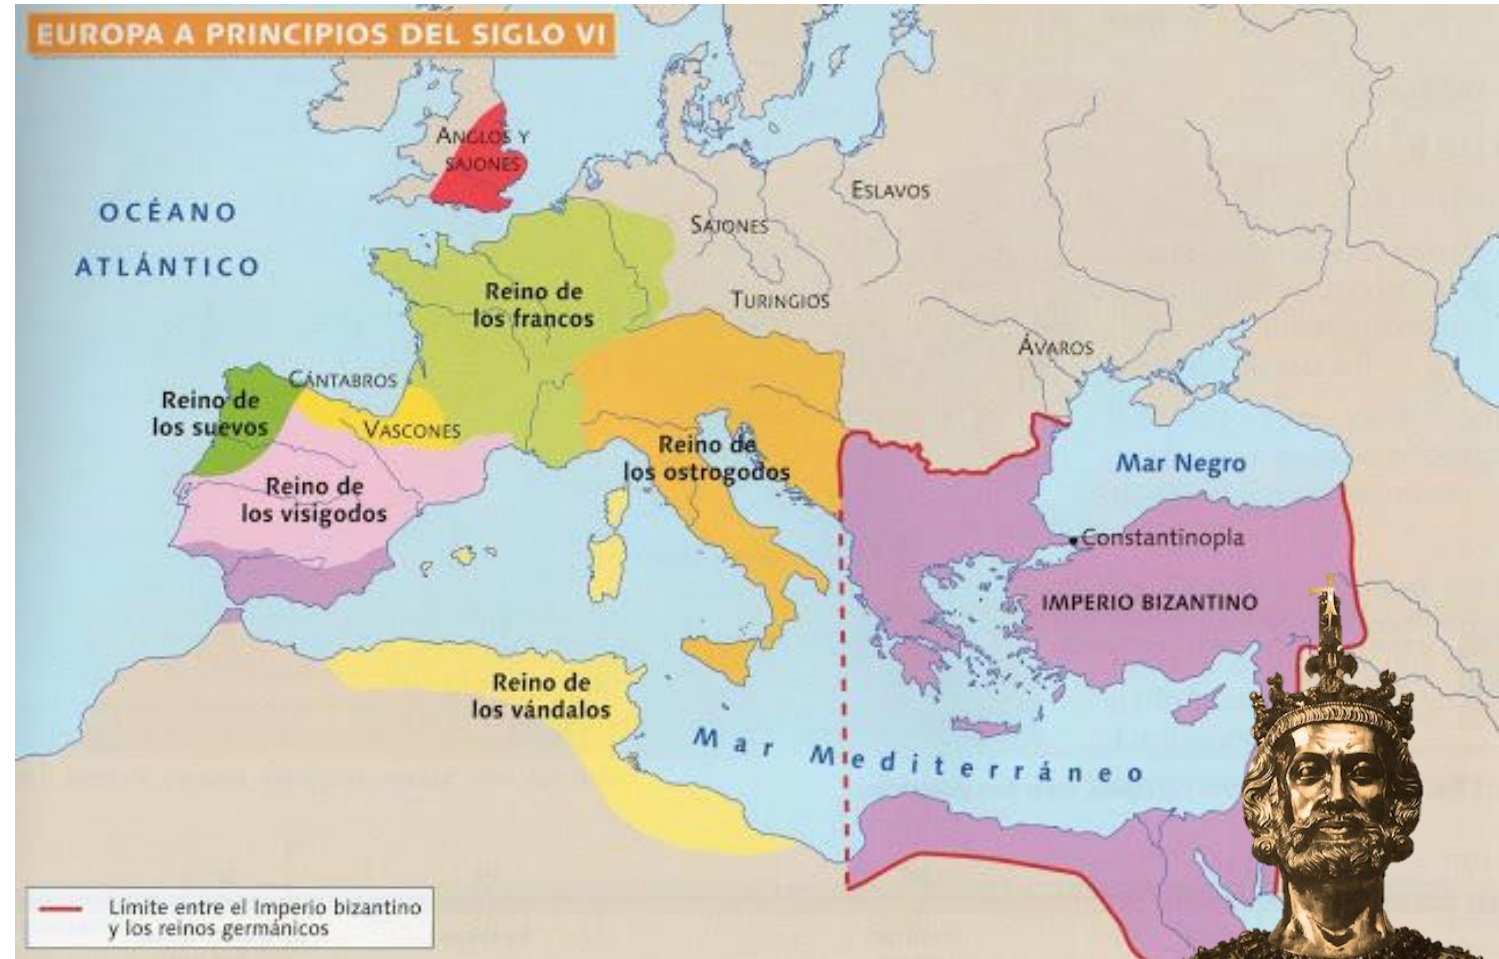 EUROPA A PRINCIPIOS DEL SIGLO VI
ANGLOS Y
SAJONES
OCÉANO
ATLÁNTICO
ESLAVOS
SAJONES
TURINGIOS
Reino de
los francos
ÁVAROS
CÁNTABROS
Reino de
los suevos
VASCONES
Reino de
los ostrogodos
Mar Negro
Reino de
los visigodos
Constantinopla
IMPERIO BIZANTINO
Reino de
los vándalos
Mar Mediterráneo
Límite entre el Imperio bizantino
y los reinos germánicos